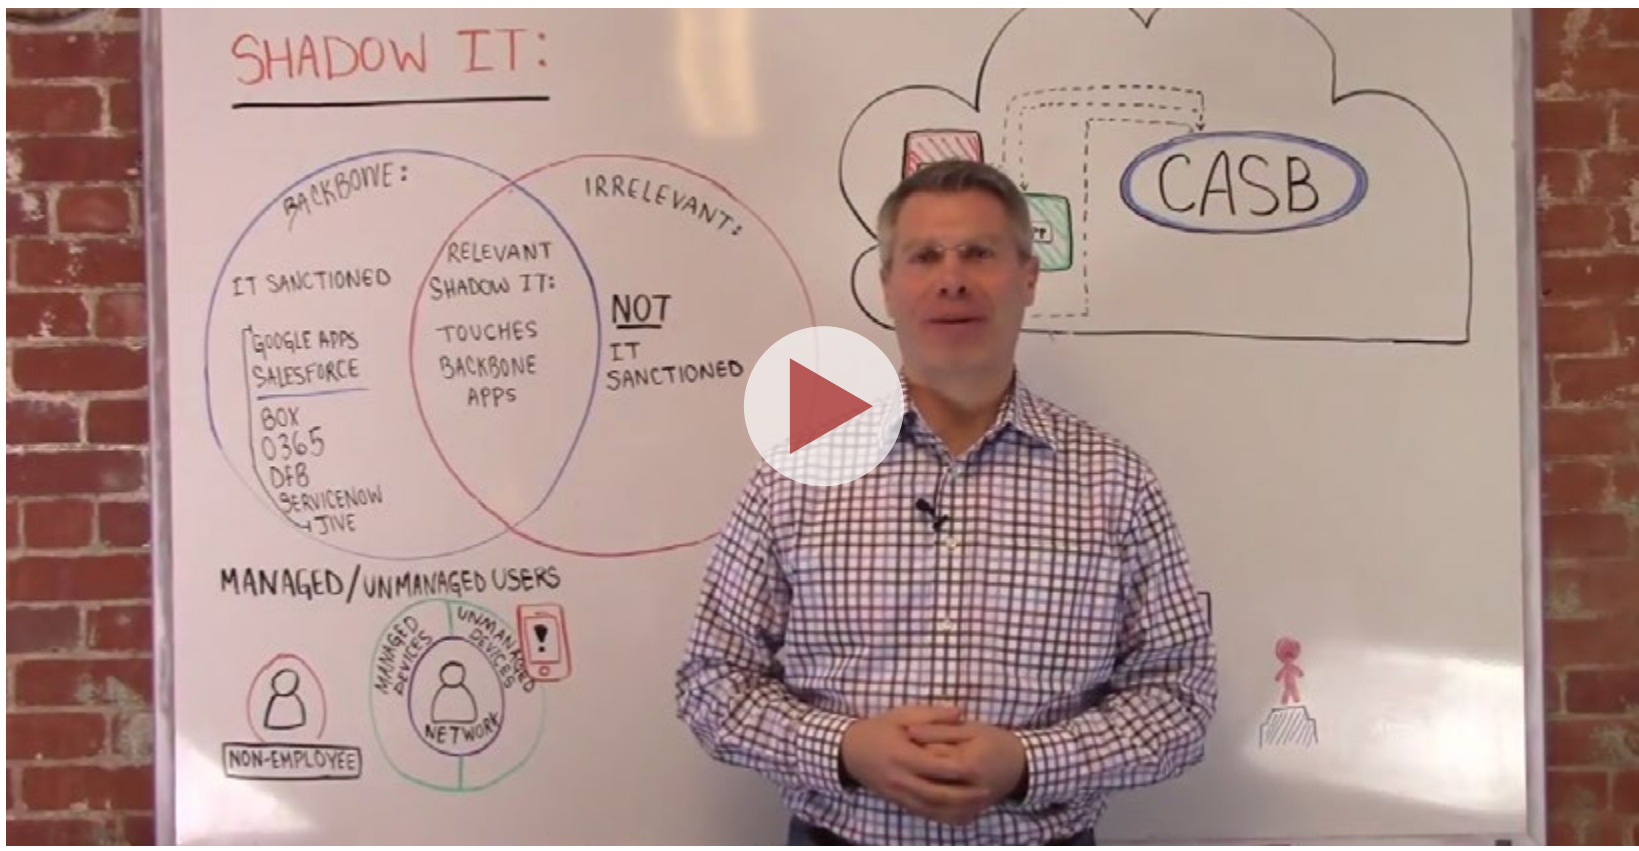 SHADOW IT:
BACKBONE:
IT SANCTIONED
GOOGLE APPS
SALESFORCE
BOX
O365
DFB
SERVICENOW
JIVE
RELEVANT
SHADOW IT:
TOUCHES
BACKBONE
APPS
IRRELEVANT:
NOT
IT
SANCTIONED
CASB
MANAGED/UNMANAGED USERS
NON-EMPLOYEE
MANAGED
DEVICES
UNMANAGED
DEVICES
NETWORK
!